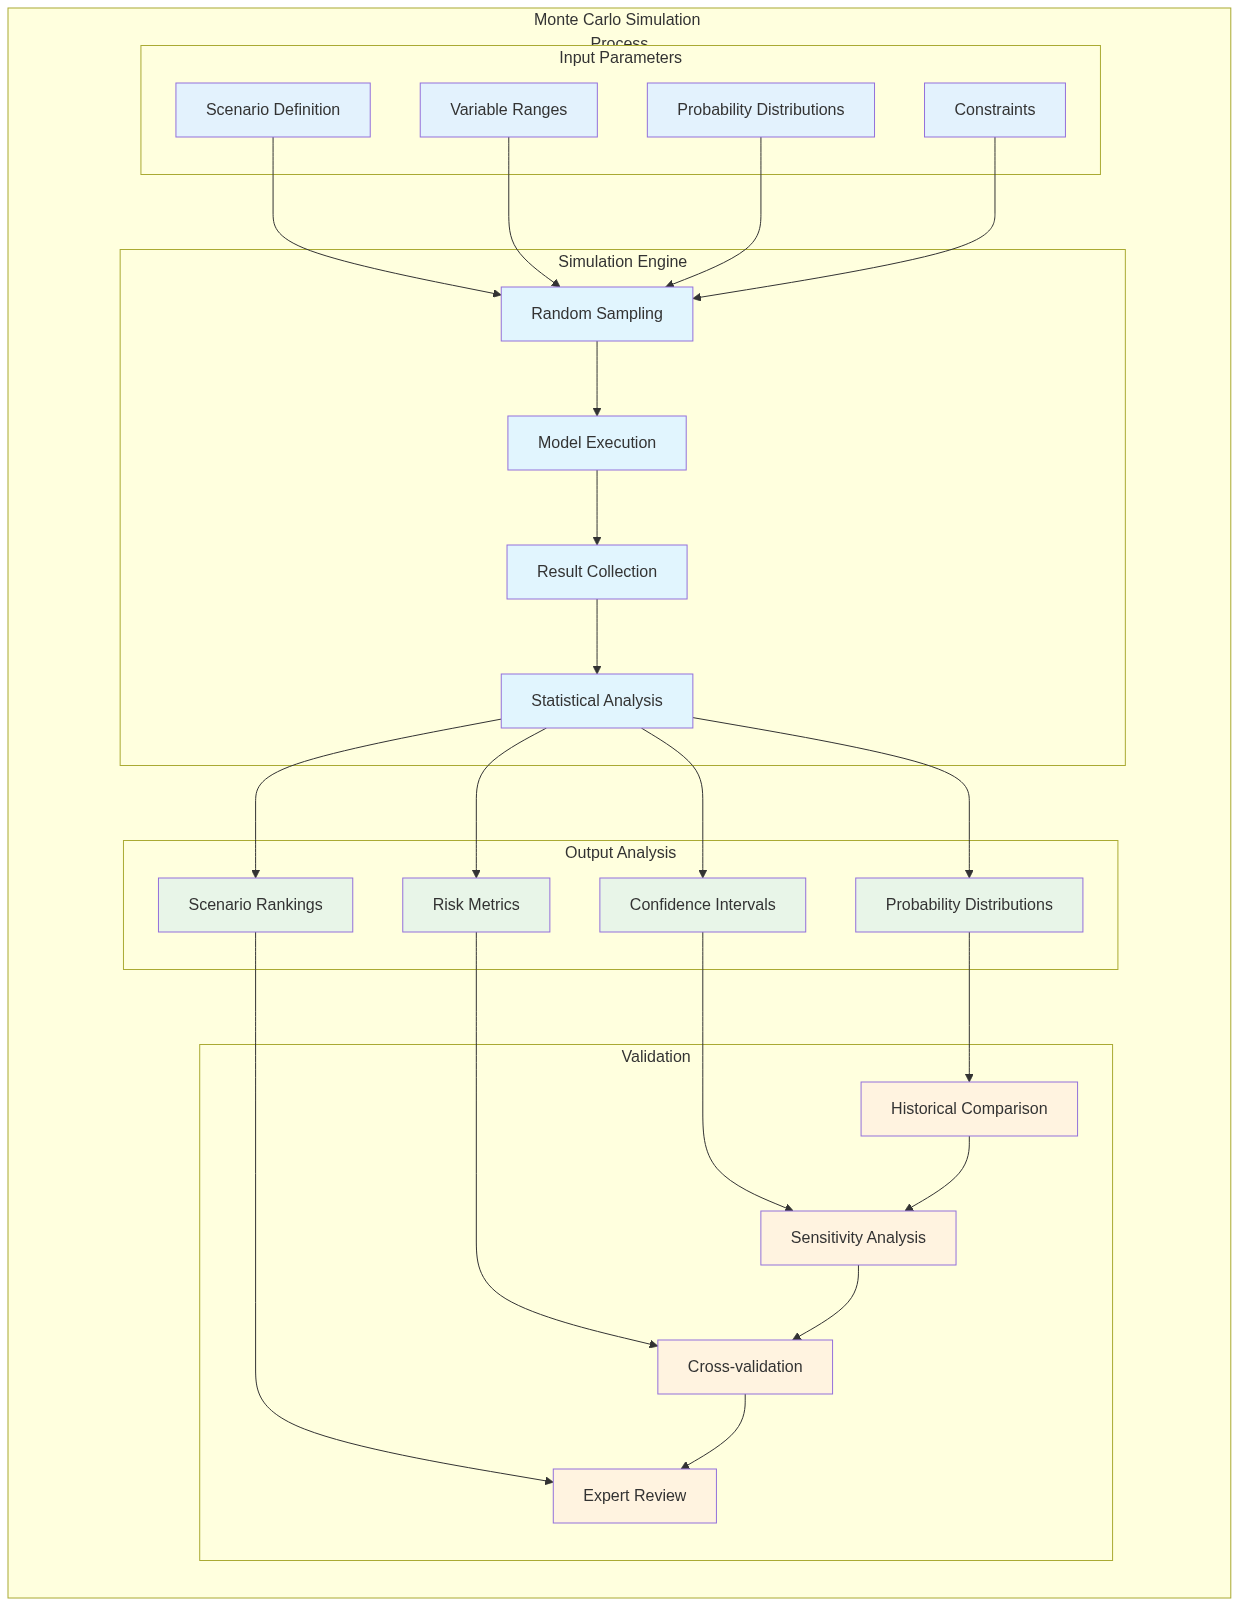 Monte Carlo Simulation
Process
Input Parameters
Scenario Definition
Variable Ranges
Probability Distributions
Constraints
Simulation Engine
Random Sampling
Model Execution
Result Collection
Statistical Analysis
Output Analysis
Scenario Rankings
Risk Metrics
Confidence Intervals
Probability Distributions
Validation
Historical Comparison
Sensitivity Analysis
Cross-validation
Expert Review